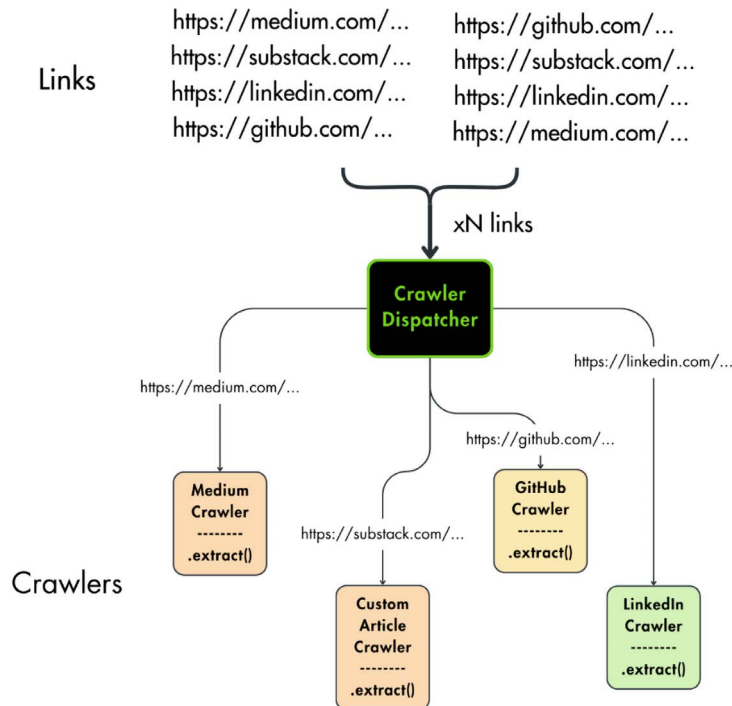 Links
https://medium.com/...
https://substack.com/...
https://linkedin.com/...
https://github.com/...
https://github.com/...
https://substack.com/...
https://linkedin.com/...
https://medium.com/...
xN links
Crawler
Dispatcher
https://medium.com/...
https://substack.com/...
https://github.com/...
https://linkedin.com/...
Crawlers
Medium
Crawler
--------
.extract()
Custom
Article
Crawler
--------
.extract()
GitHub
Crawler
--------
.extract()
LinkedIn
Crawler
--------
.extract()